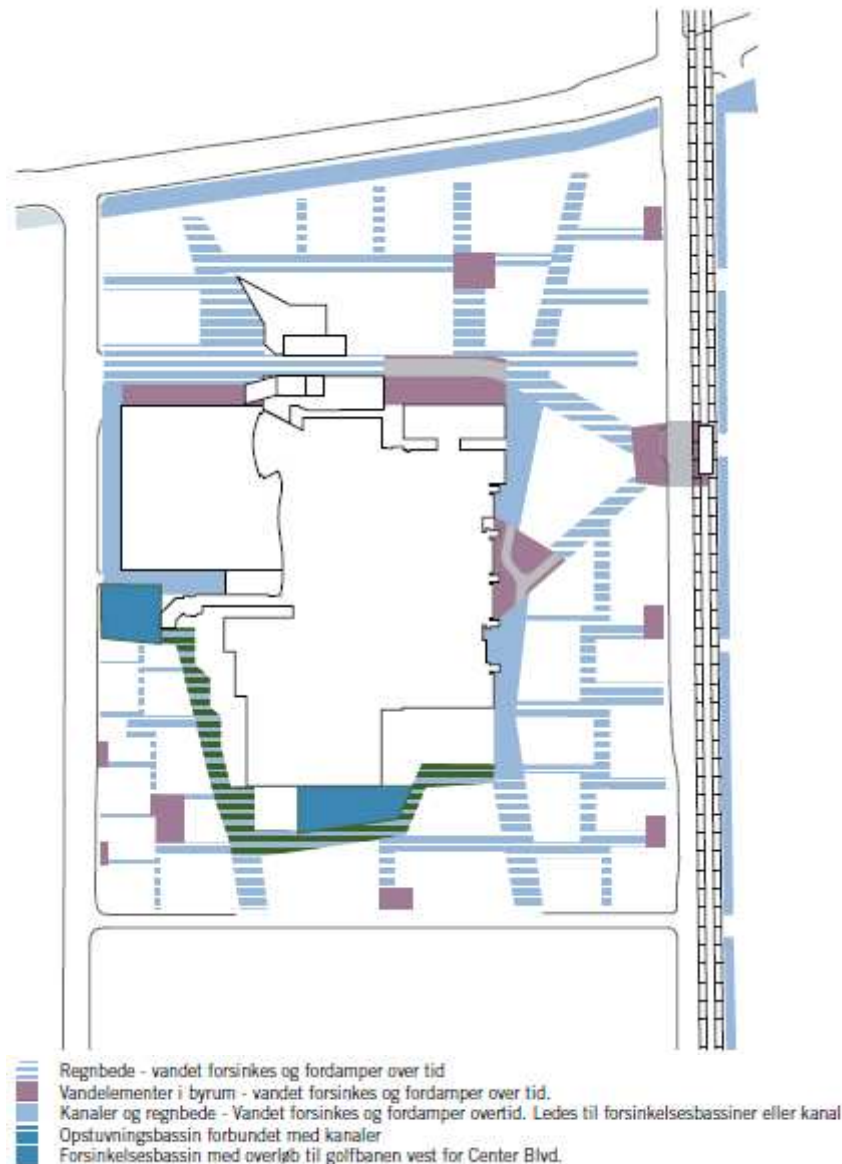 Regnbede - vandet forsinkes og fordamper over tid
Vandelementer i byrum - vandet forsinkes og fordamper over tid.
Kanaler og regnbede - Vandet forsinkes og fordamper overtid. Ledes til forsinkelsesbassiner eller kanal
Opstuvningsbassin forbundet med kanaler
Forsinkelsesbassin med overløb til golfbanen vest for Center Blvd.